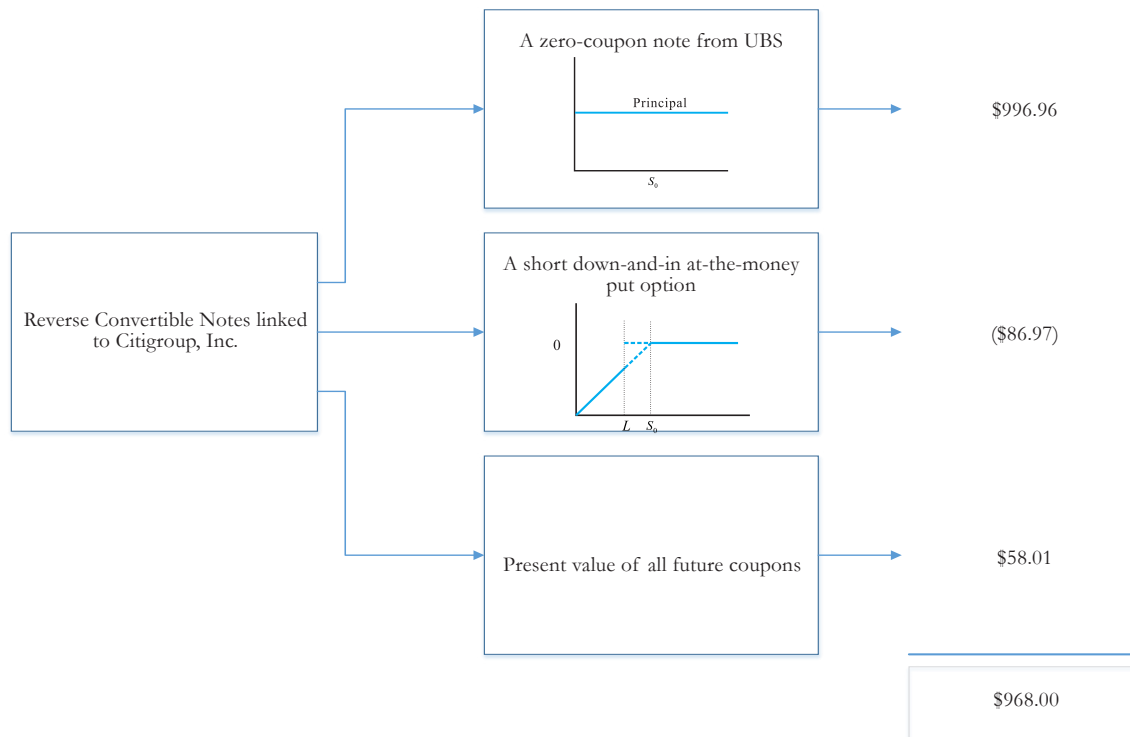 A zero-coupon note from UBS
Principal
S₀
$996.96
Reverse Convertible Notes linked
to Citigroup, Inc.
A short down-and-in at-the-money
put option
0
L S₀
($86.97)
Present value of all future coupons
$58.01
$968.00